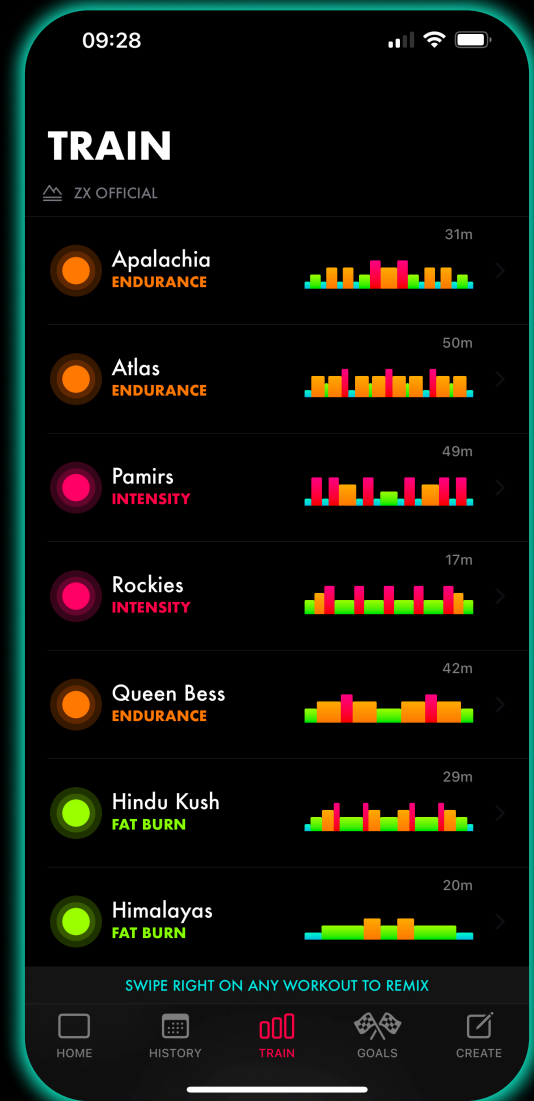 09:28
TRAIN
ZX OFFICIAL
31m
Apalachia
ENDURANCE
50m
Atlas
ENDURANCE
49m
Pamirs
INTENSITY
17m
Rockies
INTENSITY
42m
Queen Bess
ENDURANCE
29m
Hindu Kush
FAT BURN
20m
Himalayas
FAT BURN
SWIPE RIGHT ON ANY WORKOUT TO REMIX
HOME HISTORY TRAIN GOALS CREATE